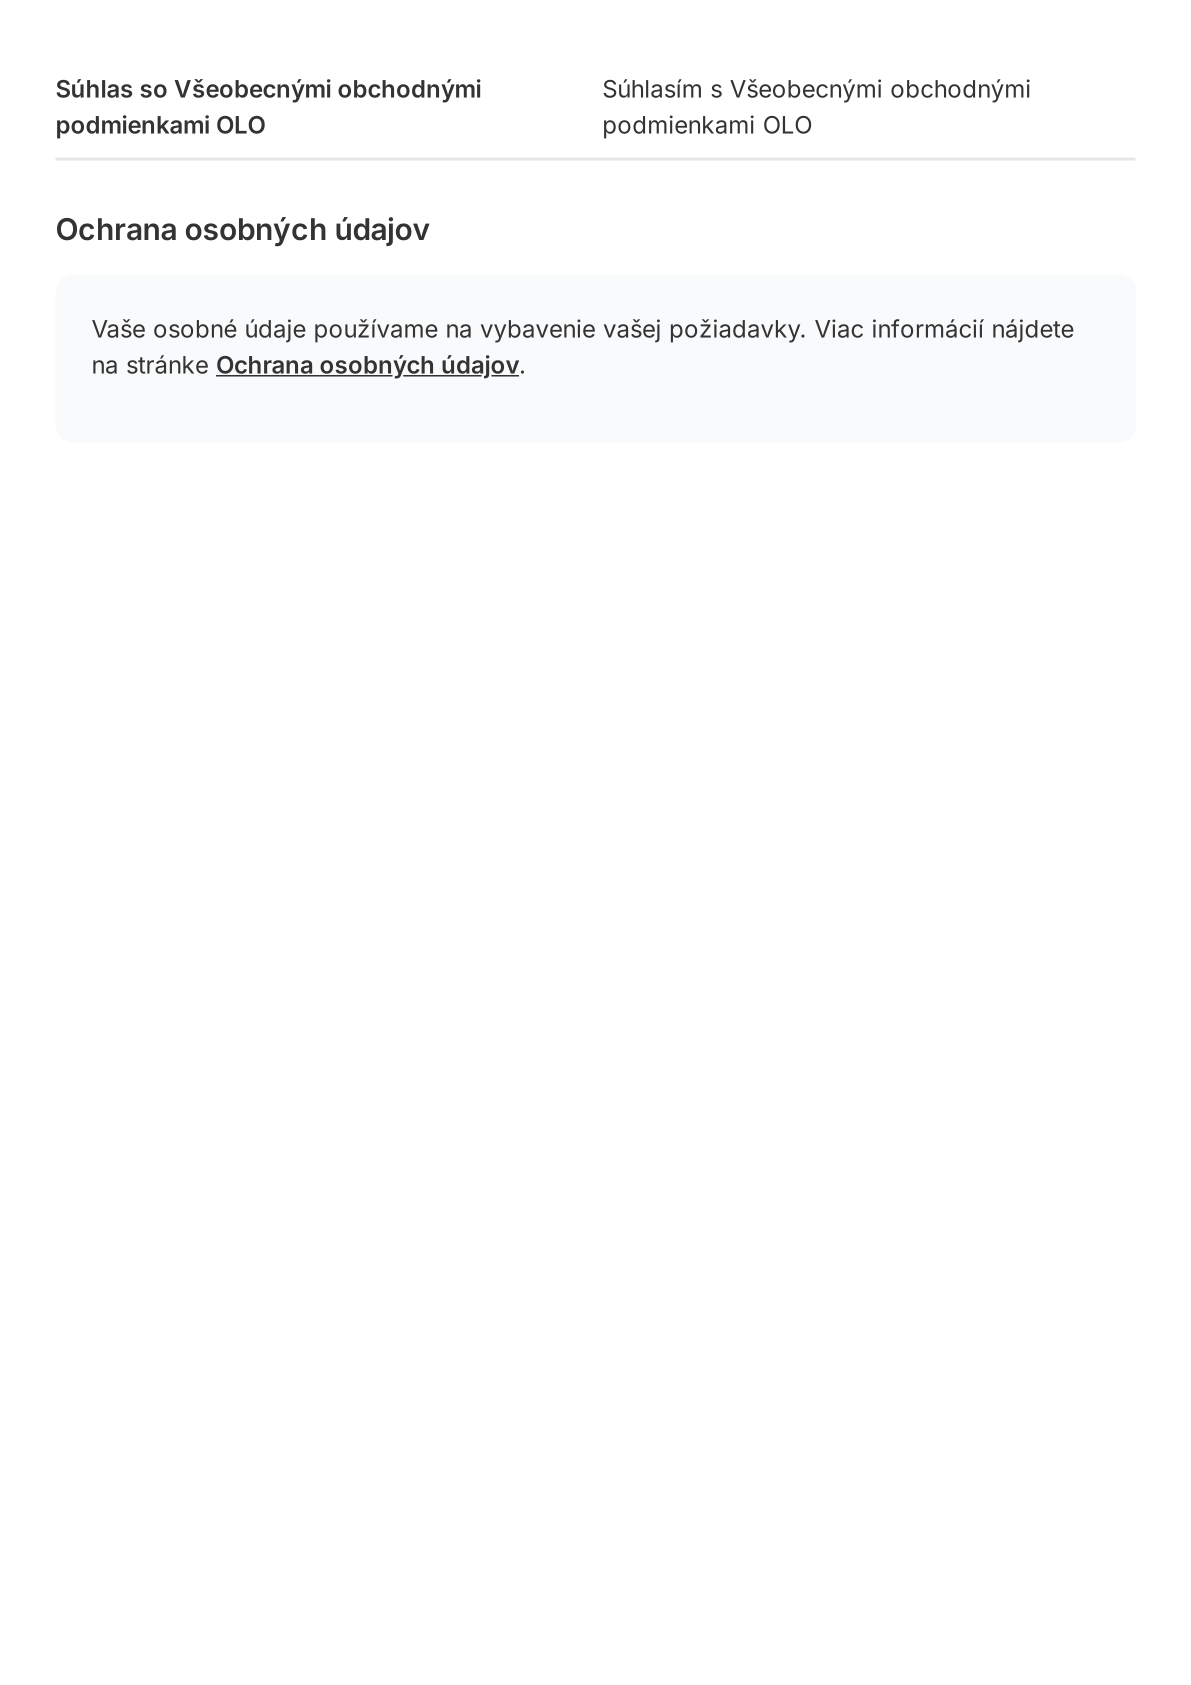 Súhlas so Všeobecnými obchodnými
podmienkami OLO
Súhlasím s Všeobecnými obchodnými
podmienkami OLO
Ochrana osobných údajov
Vaše osobné údaje používame na vybavenie vašej požiadavky. Viac informácií nájdete
na stránke Ochrana osobných údajov.